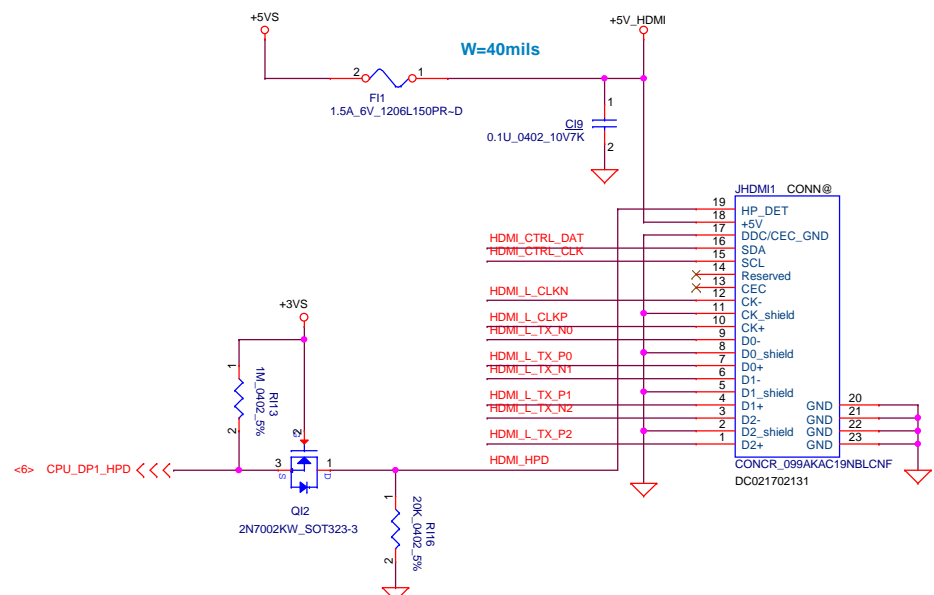 +5VS
+5V_HDMI
W=40mils
2
1
FI1
1.5A_6V_1206L150PR~D
1
CI9
0.1U_0402_10V7K
2
JHDMI1 CONN@
19 HP_DET
18 +5V
17 DDC/CEC_GND
HDMI_CTRL_DAT 16 SDA
HDMI_CTRL_CLK 15 SCL
14 Reserved
13 CEC
HDMI_L_CLKN 12 CK-
11 CK_shield
HDMI_L_CLKP 10 CK+
HDMI_L_TX_N0 9 D0-
8 D0_shield
HDMI_L_TX_P0 7 D0+
HDMI_L_TX_N1 6 D1-
5 D1_shield
HDMI_L_TX_P1 4 D1+ GND 20
HDMI_L_TX_N2 3 D2- GND 21
2 D2_shield GND 22
HDMI_L_TX_P2 1 D2+ GND 23
HDMI_HPD
CONCR_099AKAC19NBLCNF
DC021702131
+3VS
1
RI13
1M_0402_5%
2
2
G
<6> CPU_DP1_HPD
3
S
1
D
QI2
2N7002KW_SOT323-3
1
RI16
20K_0402_5%
2